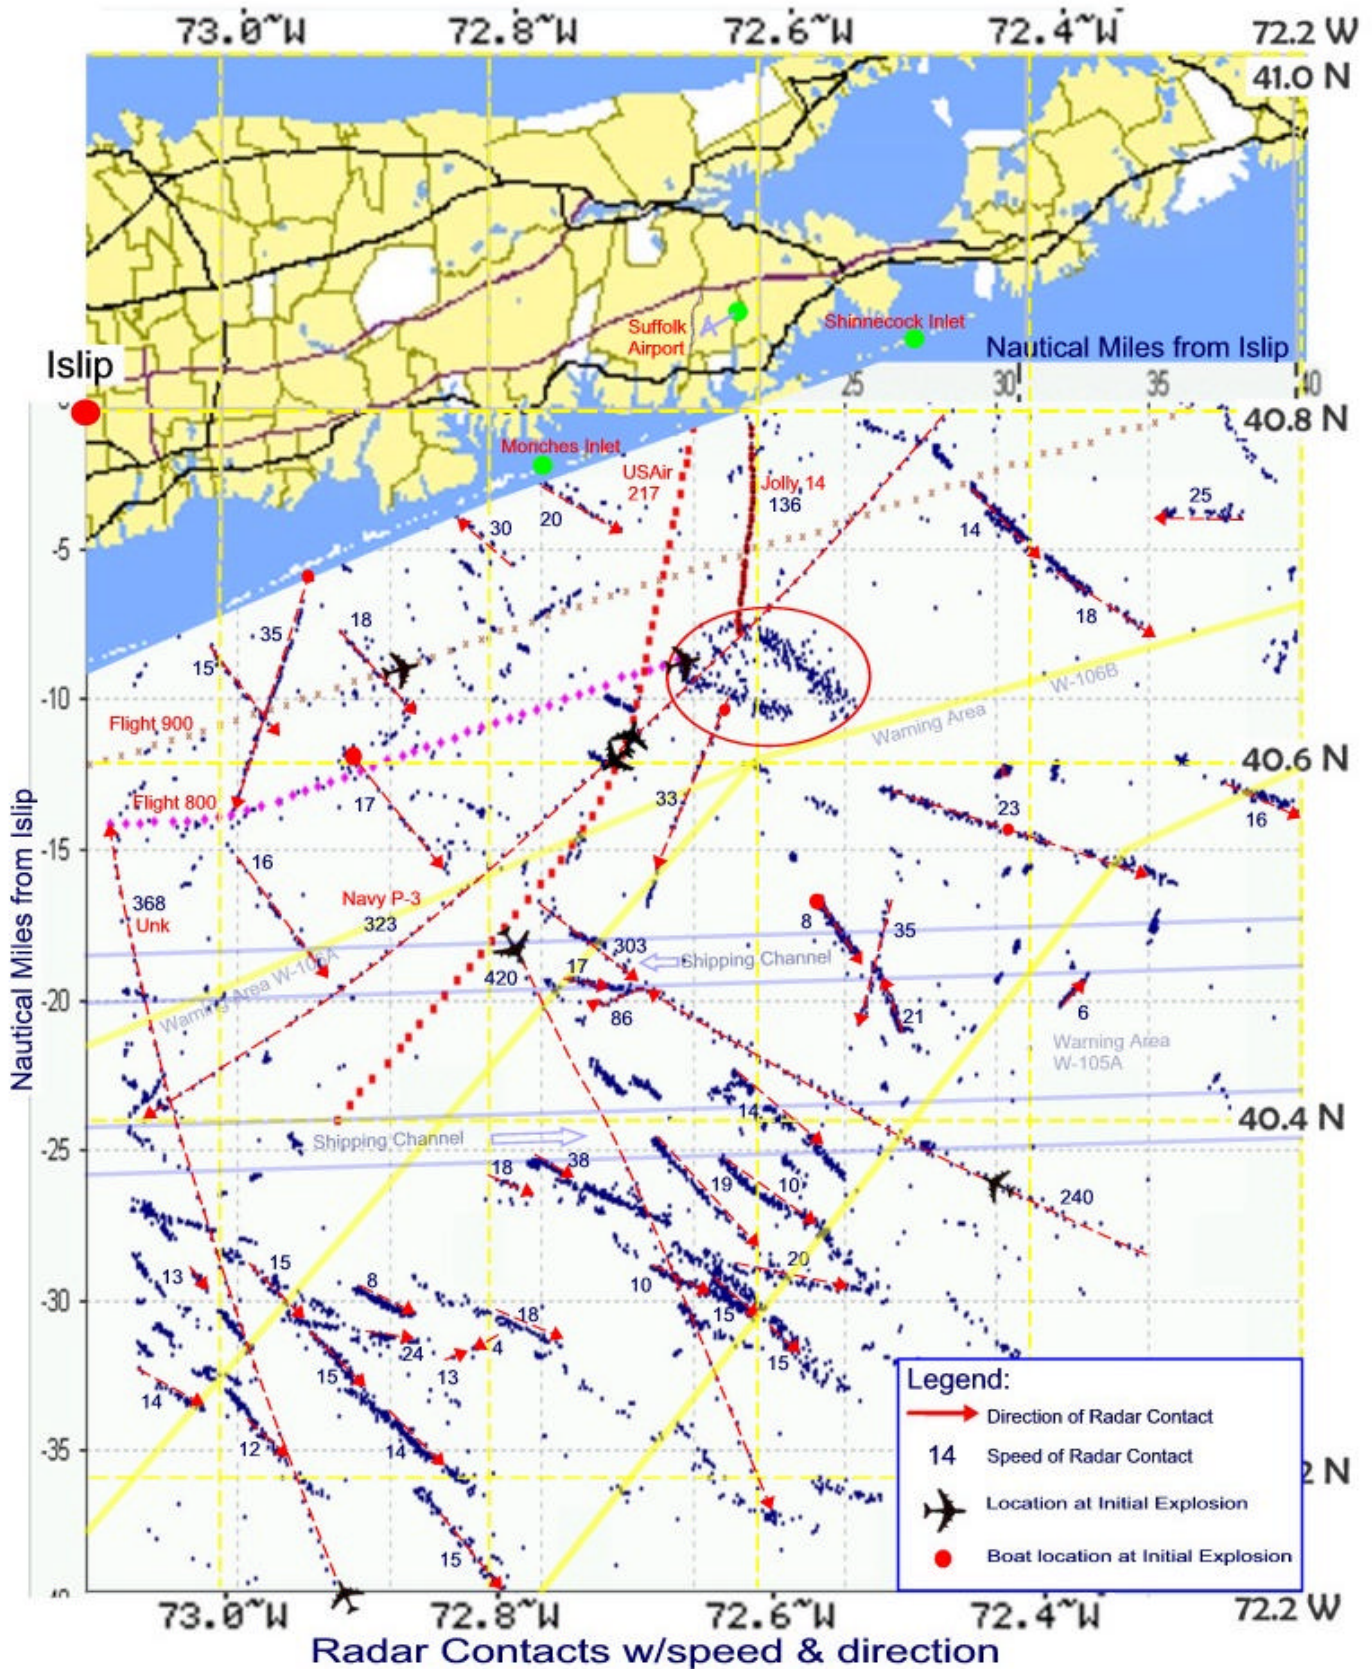 73.0~W 72.8~W 72.6~W 72.4~W 72.2 W
41.0 N
Suffolk
Airport
Shinnecock Inlet
Islip
Nautical Miles from Islip
25 30 35 40
40.8 N
Moriches Inlet
USAir
217
Jolly 14
136
20
30
14
25
-5
35
18
18
15
W-106B
Warning Area
-10
Flight 900
40.6 N
Flight 800
17
33
23
16
-15
16
Nautical Miles from Islip
368
Unk
Navy P-3
323
8
35
303
Shipping Channel
420
17
Warning Area W-106A
-20
86
21
6
Warning Area
W-105A
14
40.4 N
Shipping Channel
-25
18
38
19
10
240
13
15
8
20
10
-30
15
18
24
4
13
15
15
14
Legend:
Direction of Radar Contact
14 Speed of Radar Contact
12
14
-35
2 N
Location at Initial Explosion
15
Boat location at Initial Explosion
73.0~W 72.8~W 72.6~W 72.4~W 72.2 W
Radar Contacts w/speed & direction